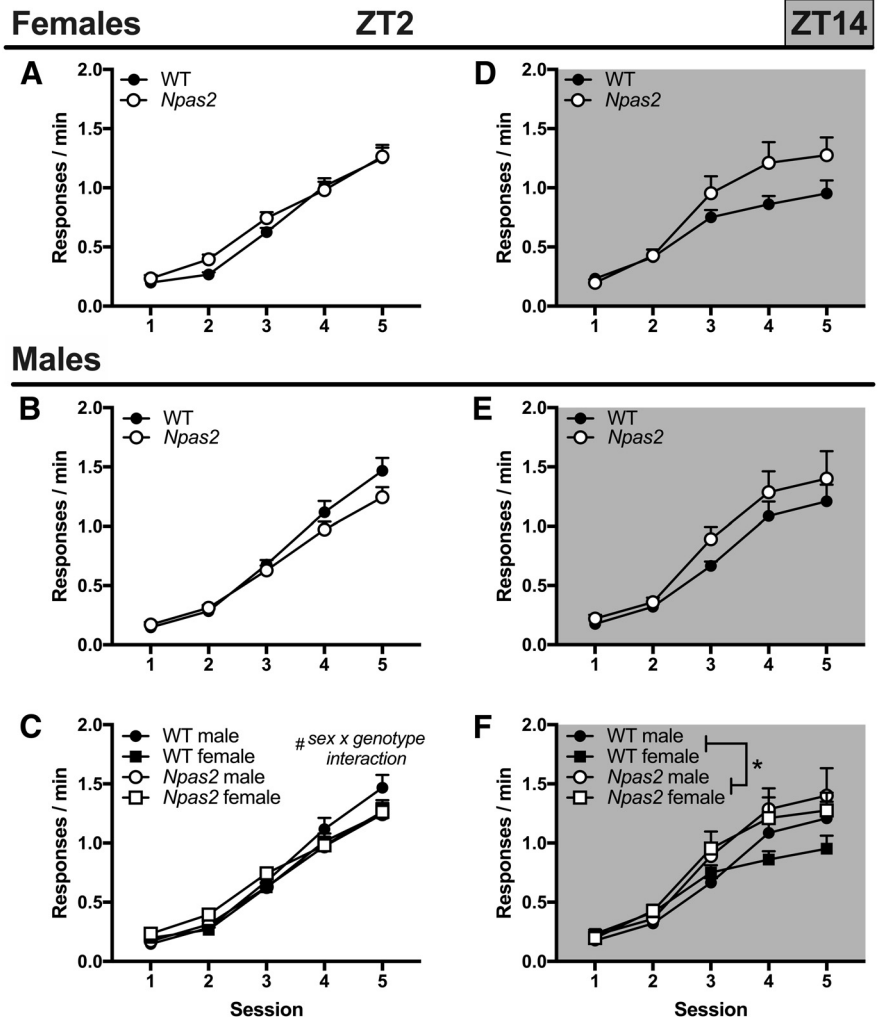 Females ZT2 ZT14
A
2.0
1.5
1.0
0.5
0.0
Responses / min
WT
Npas2
1 2 3 4 5
D
2.0
1.5
1.0
0.5
0.0
Responses / min
WT
Npas2
1 2 3 4 5
Males
B
2.0
1.5
1.0
0.5
0.0
Responses / min
WT
Npas2
1 2 3 4 5
E
2.0
1.5
1.0
0.5
0.0
Responses / min
WT
Npas2
1 2 3 4 5
C
2.0
1.5
1.0
0.5
0.0
Responses / min
WT male
WT female
Npas2 male
Npas2 female
# sex x genotype
interaction
1 2 3 4 5
Session
F
2.0
1.5
1.0
0.5
0.0
Responses / min
WT male
WT female
Npas2 male
Npas2 female
*
1 2 3 4 5
Session